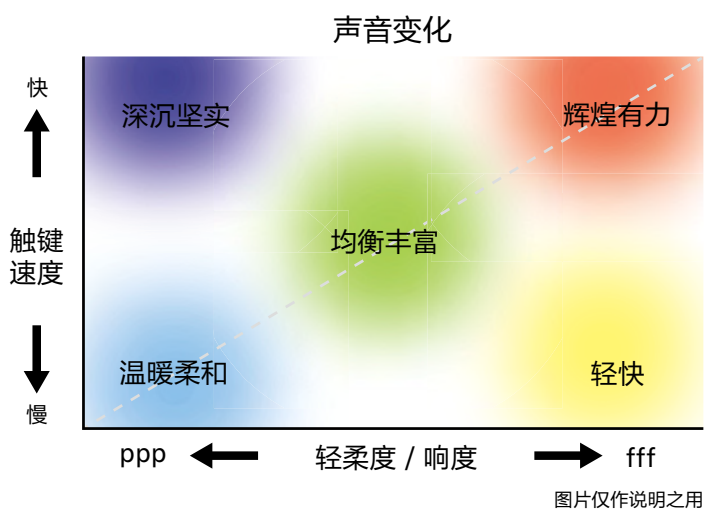 声音变化
快
深沉坚实
辉煌有力
触键
速度
均衡丰富
温暖柔和
轻快
慢
ppp
轻柔度 / 响度
fff
图片仅作说明之用